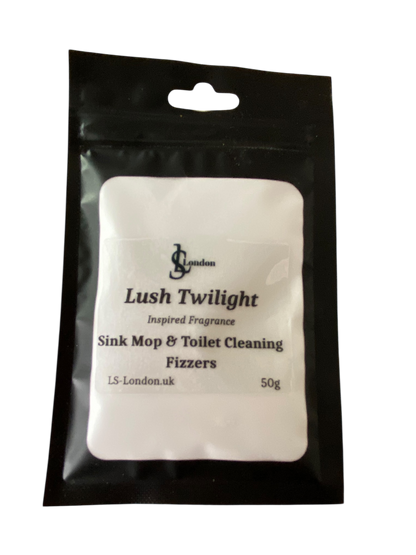 LS London
Lush Twilight
Inspired Fragrance
Sink Mop & Toilet Cleaning
Fizzers
LS-London.uk 50g